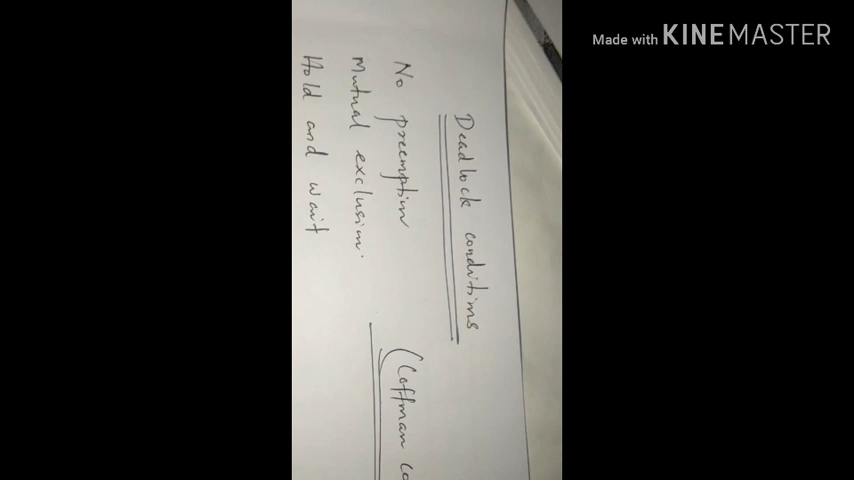 Made with KINEMASTER
Deadlock conditions
No preemption
Mutual exclusion.
Hold and wait
(Coffman co